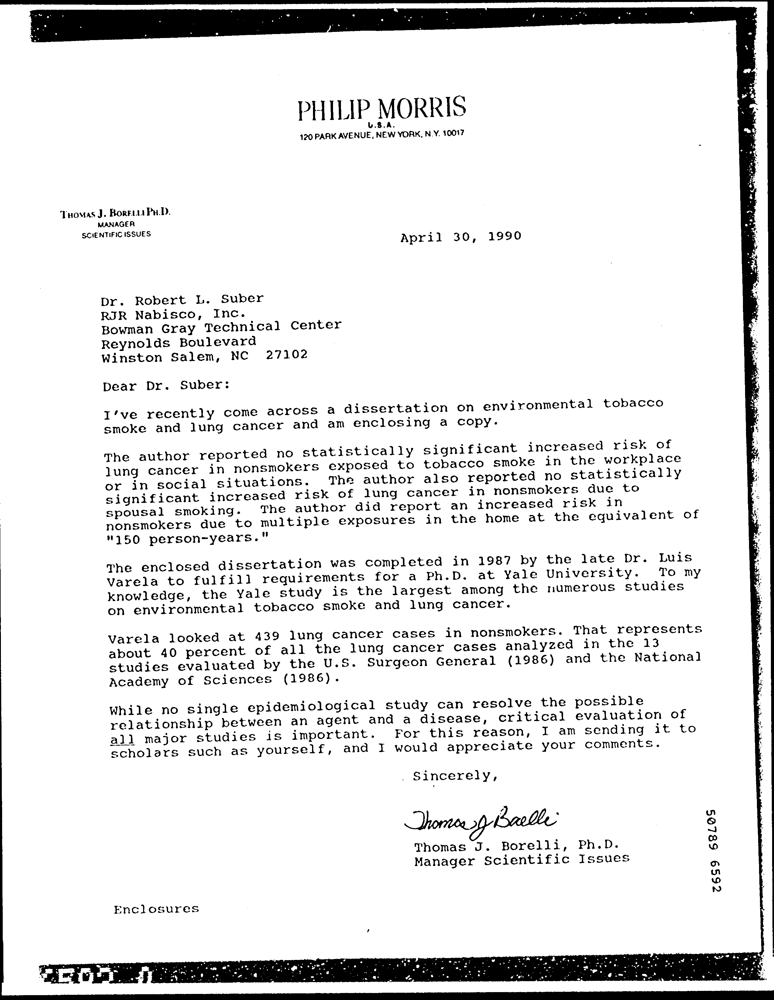 PHILIP MORRIS
U.S.A.
120 PARK AVENUE, NEW YORK, N.Y. 10017
THOMAS J. BORELLI PH.D.
MANAGER
SCIENTIFIC ISSUES
April 30, 1990
Dr. Robert L. Suber
RJR Nabisco, Inc.
Bowman Gray Technical Center
Reynolds Boulevard
Winston Salem, NC 27102
Dear Dr. Suber:
I've recently come across a dissertation on environmental tobacco
smoke and lung cancer and am enclosing a copy.
The author reported no statistically significant increased risk of
lung cancer in nonsmokers exposed to tobacco smoke in the workplace
or in social situations. The author also reported no statistically
significant increased risk of lung cancer in nonsmokers due to
spousal smoking. The author did report an increased risk in
nonsmokers due to multiple exposures in the home at the equivalent of
"150 person-years."
The enclosed dissertation was completed in 1987 by the late Dr. Luis
Varela to fulfill requirements for a Ph.D. at Yale University. To my
knowledge, the Yale study is the largest among the numerous studies
on environmental tobacco smoke and lung cancer.
Varela looked at 439 lung cancer cases in nonsmokers. That represents
about 40 percent of all the lung cancer cases analyzed in the 13
studies evaluated by the U.S. Surgeon General (1986) and the National
Academy of Sciences (1986).
While no single epidemiological study can resolve the possible
relationship between an agent and a disease, critical evaluation of
all major studies is important. For this reason, I am sending it to
scholars such as yourself, and I would appreciate your comments.
Sincerely,
Thomas J Borelli
Thomas J. Borelli, Ph.D.
Manager Scientific Issues
50789 6592
Enclosures